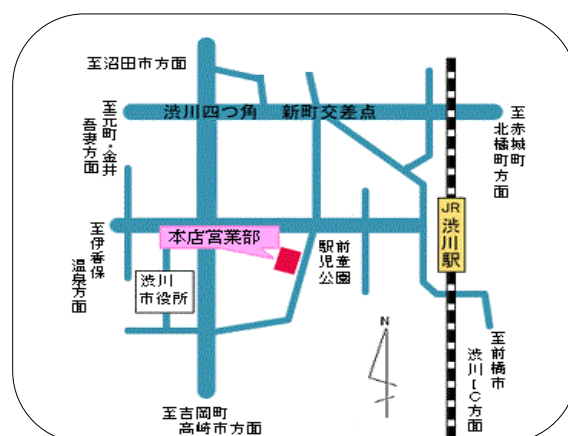 至沼田市方面
渋川四つ角
新町交差点
至元町・金井
吾妻方面
至赤城町
北橘町方面
JR
渋川駅
本店営業部
駅前
児童
公園
至伊香保
温泉方面
渋川
市役所
N
至前橋市
渋川IC方面
至吉岡町
高崎市方面